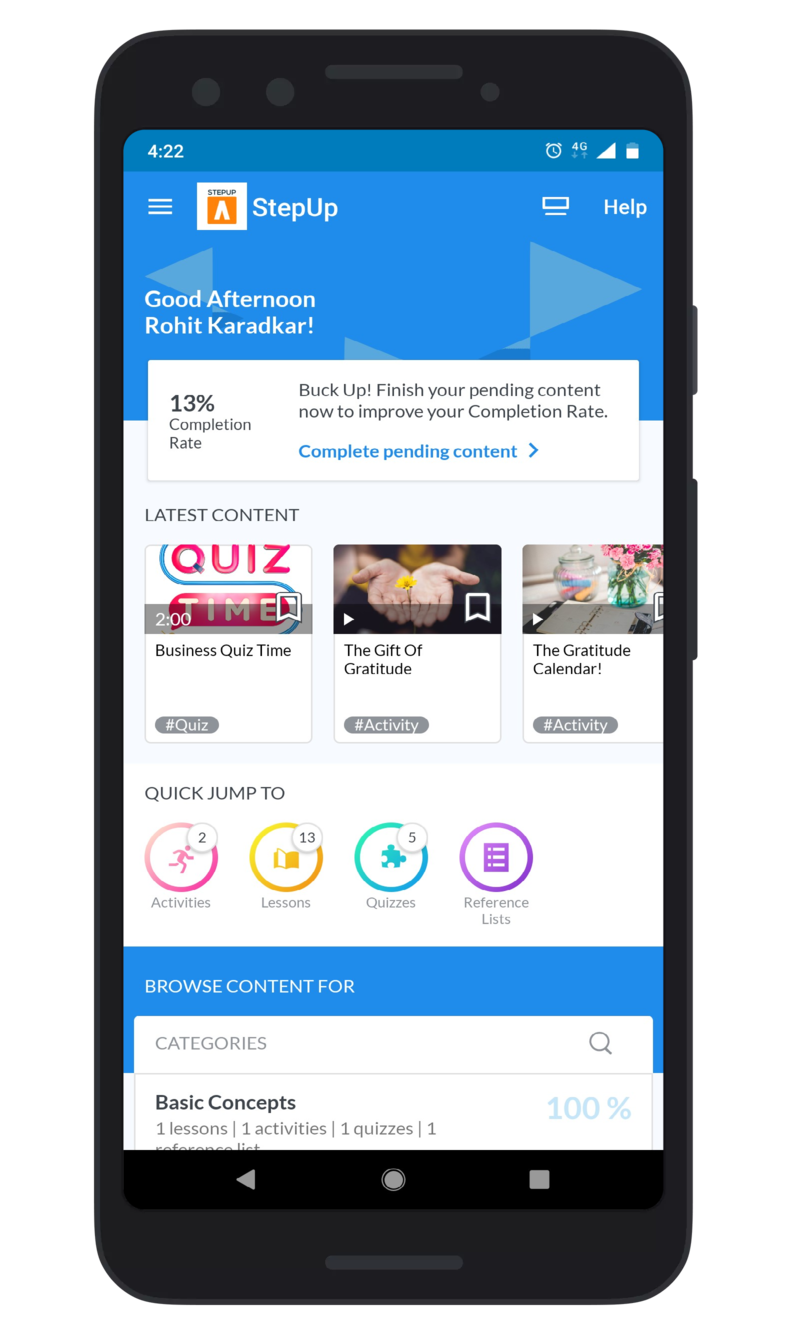 4:22
4G
STEPUP
StepUp
Help
Good Afternoon
Rohit Karadkar!
13%
Completion
Rate
Buck Up! Finish your pending content
now to improve your Completion Rate.
Complete pending content
LATEST CONTENT
QUIZ
TIME
2:00
Business Quiz Time
#Quiz
The Gift Of
Gratitude
#Activity
The Gratitude
Calendar!
#Activity
QUICK JUMP TO
2
Activities
13
Lessons
5
Quizzes
Reference
Lists
BROWSE CONTENT FOR
CATEGORIES
Basic Concepts
100 %
1 lessons | 1 activities | 1 quizzes | 1
reference list